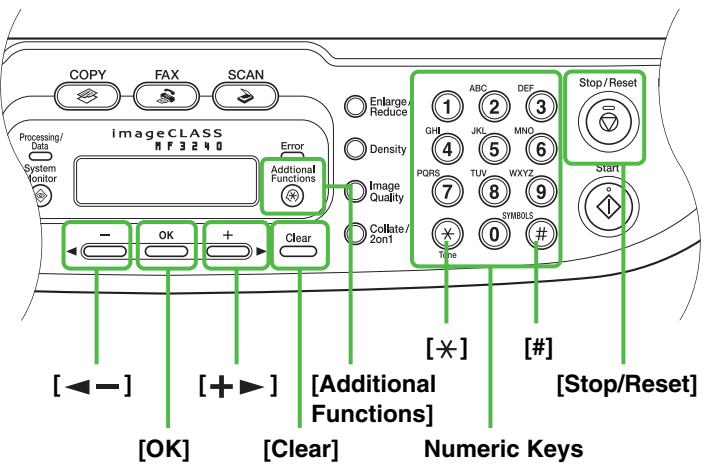 COPY FAX SCAN
Processing/
Data
imageCLASS
MF3240
Error
System
Monitor
Addtional
Functions
Enlarge/
Reduce
Density
Image
Quality
Collate/
2on1
− OK + Clear
ABC DEF
1 2 3
GHI JKL MNO
4 5 6
PQRS TUV WXYZ
7 8 9
SYMBOLS
* 0 #
Tone
Stop/Reset
Start
[*] [#]
[◄−] [+►] [Additional
Functions] [Stop/Reset]
[OK] [Clear] Numeric Keys